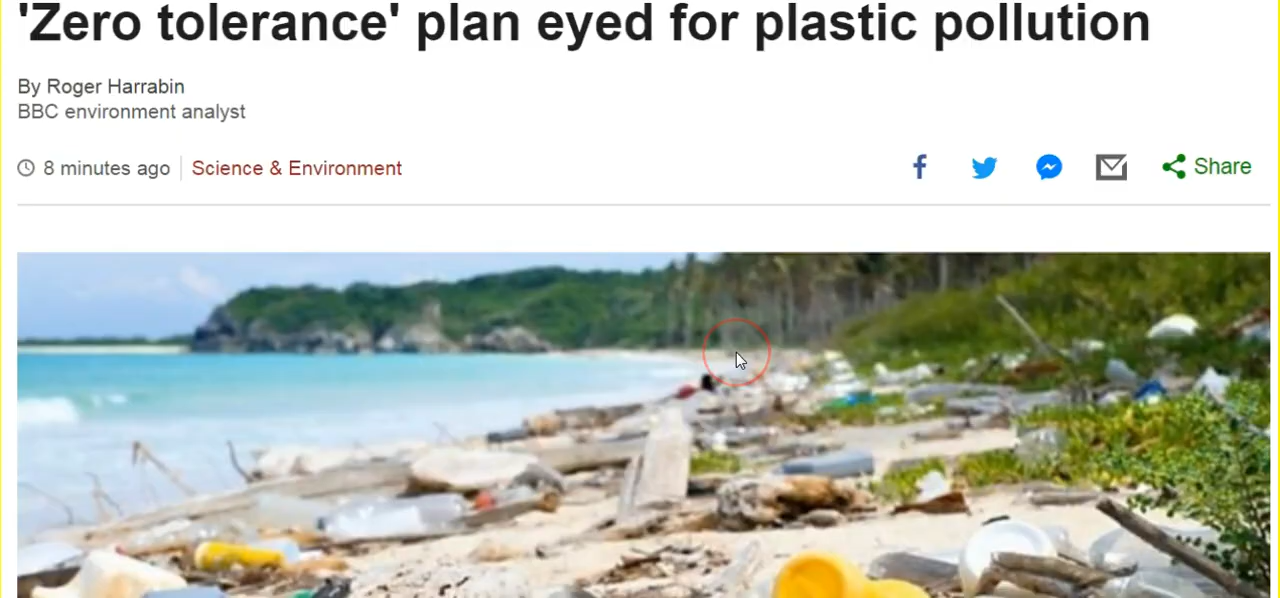 'Zero tolerance' plan eyed for plastic pollution
By Roger Harrabin
BBC environment analyst
8 minutes ago Science & Environment Share